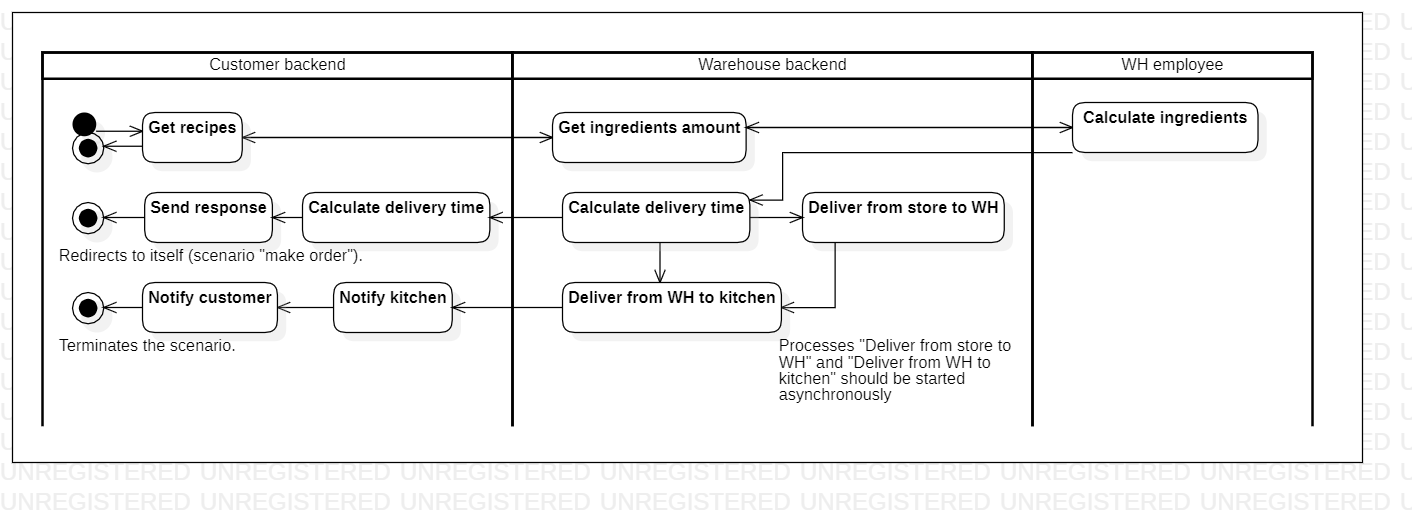 Customer backend
Warehouse backend
WH employee
Get recipes
Get ingredients amount
Calculate ingredients
Send response
Calculate delivery time
Calculate delivery time
Deliver from store to WH
Redirects to itself (scenario "make order").
Notify customer
Notify kitchen
Deliver from WH to kitchen
Terminates the scenario.
Processes "Deliver from store to
WH" and "Deliver from WH to
kitchen" should be started
asynchronously
UNREGISTERED UNREGISTERED UNREGISTERED UNREGISTERED UNREGISTERED UNREGISTERED UNREGISTERED
UNREGISTERED UNREGISTERED UNREGISTERED UNREGISTERED UNREGISTERED UNREGISTERED UNREGISTERED